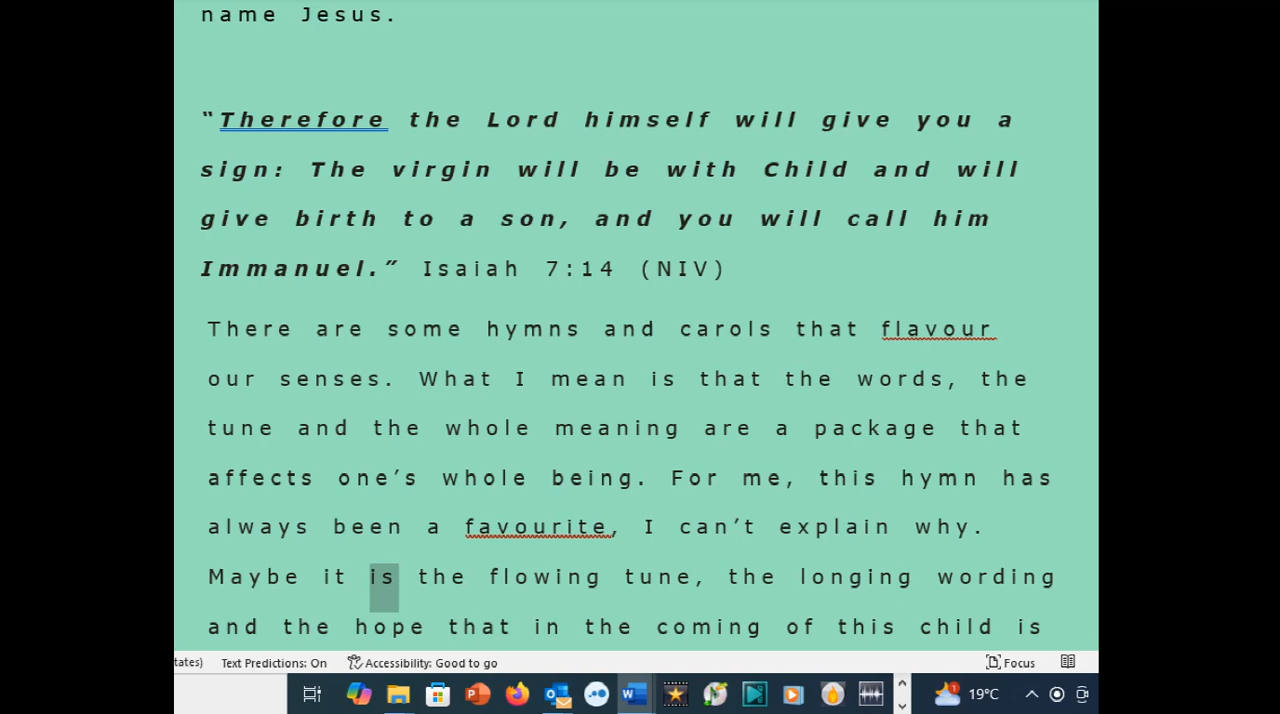 name Jesus.
“Therefore the Lord himself will give you a
sign: The virgin will be with Child and will
give birth to a son, and you will call him
Immanuel.” Isaiah 7:14 (NIV)
There are some hymns and carols that flavour
our senses. What I mean is that the words, the
tune and the whole meaning are a package that
affects one’s whole being. For me, this hymn has
always been a favourite, I can’t explain why.
Maybe it is the flowing tune, the longing wording
and the hope that in the coming of this child is
tates) Text Predictions: On Accessibility: Good to go Focus
19°C